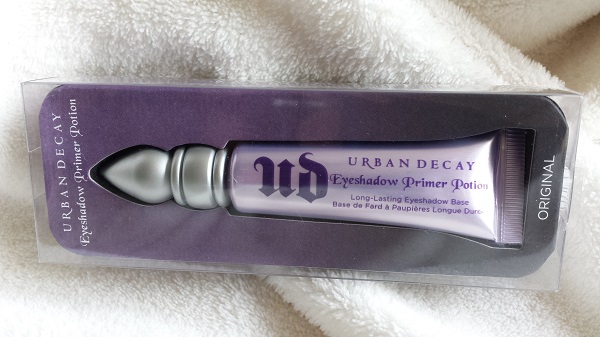 URBAN DECAY
Eyeshadow Primer Potion
ud
URBAN DECAY
Eyeshadow Primer Potion
Long-Lasting Eyeshadow Base
Base de Fard à Paupières Longue Durée
ORIGINAL